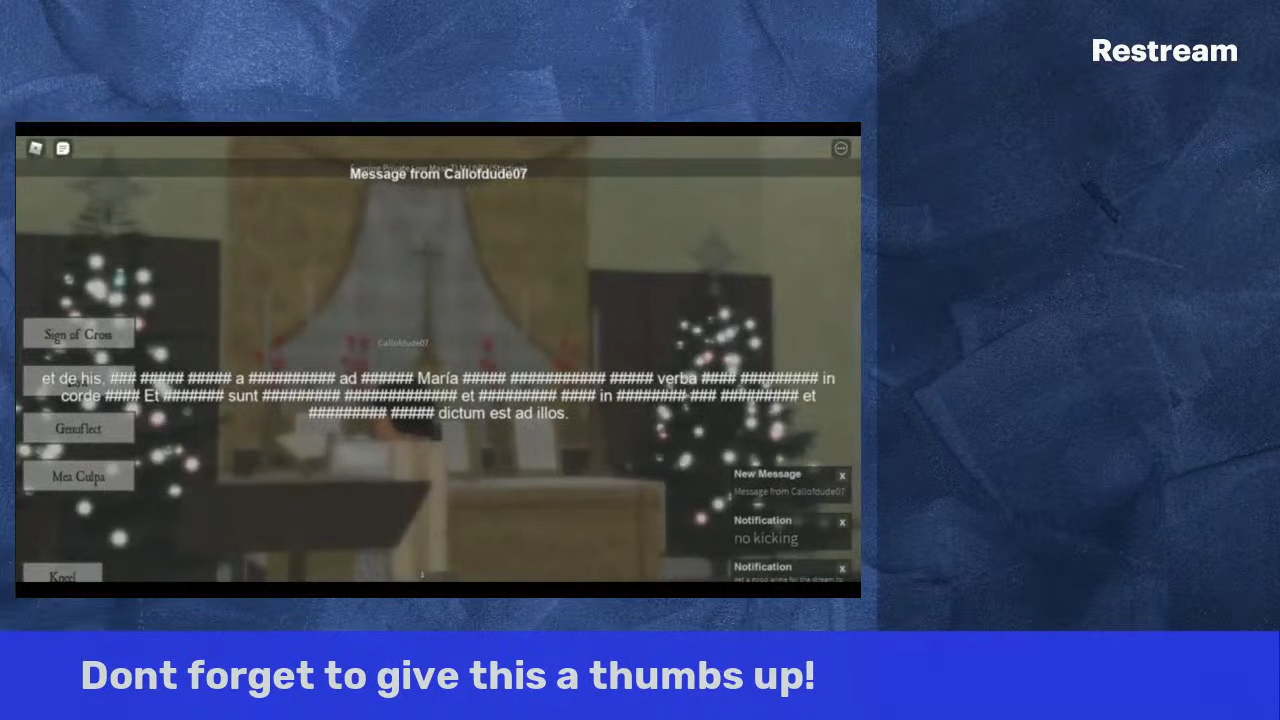 Restream
Message from Callofdude07
Callofdude07
Sign of Cross
et de his, ### ##### ##### a ########## ad ###### María ##### ########### ##### verba #### ######### in
corde #### Et ####### sunt ######### ############# et ######### #### in ######## ### ######### et
######### ##### dictum est ad illos.
Genuflect
Mea Culpa
Kneel
New Message x
Message from Callofdude07
Notification x
no kicking
Notification x
Dont forget to give this a thumbs up!